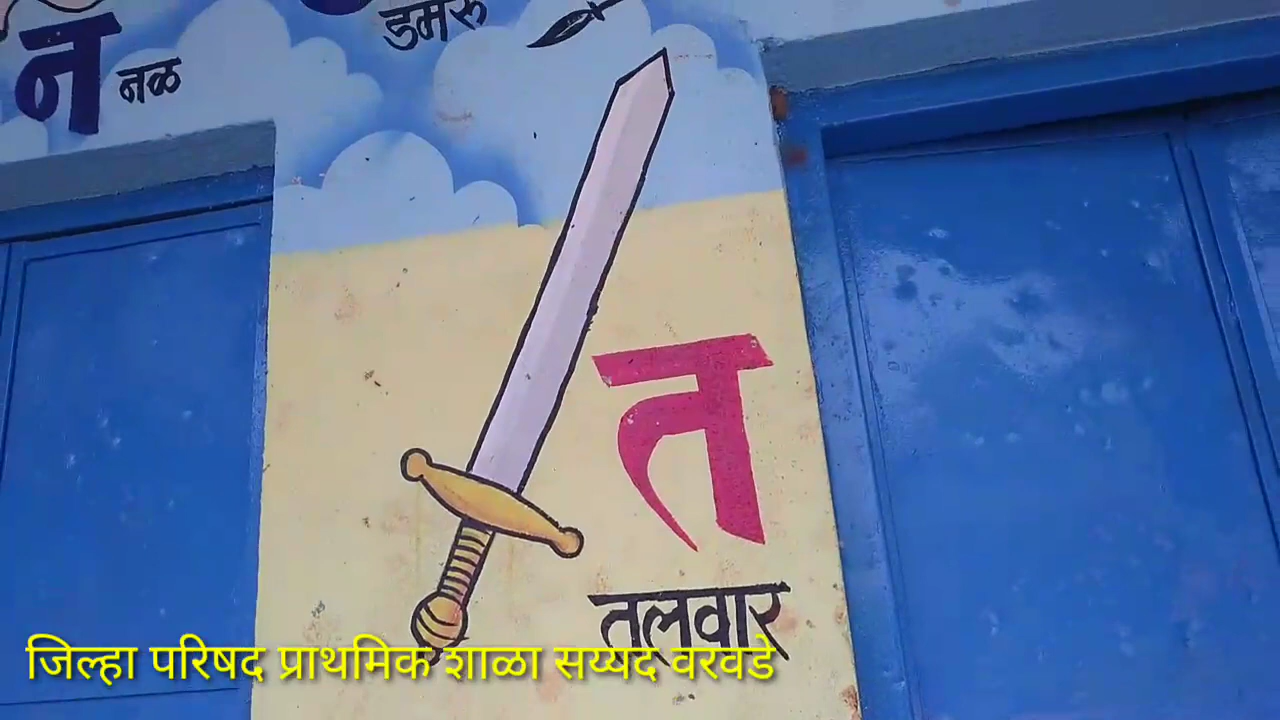 डमरू
न
नळ
त
तलवार
जिल्हा परिषद प्राथमिक शाळा सय्यद वरवडे